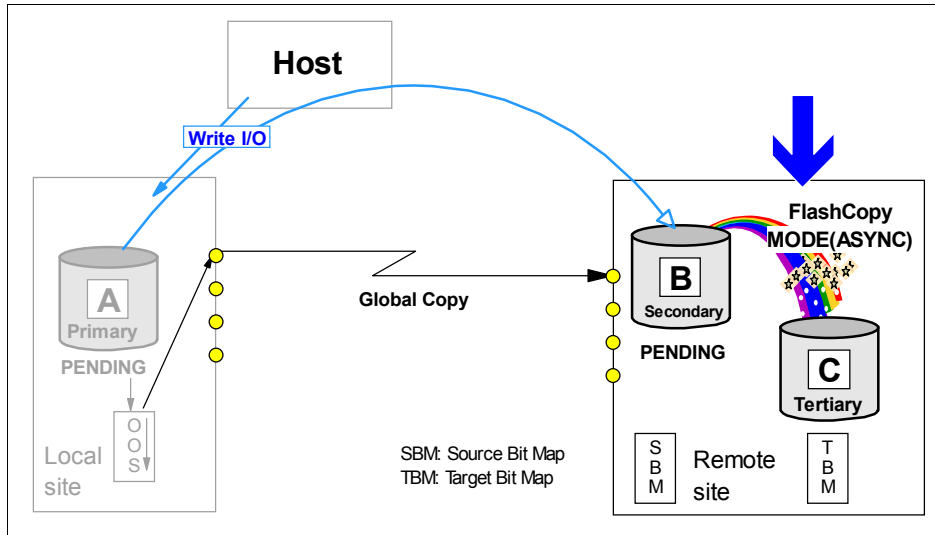 Host
Write I/O
FlashCopy
MODE(ASYNC)
A
Primary
PENDING
Global Copy
B
Secondary
PENDING
C
Tertiary
O
O
S
Local
site
SBM: Source Bit Map
TBM: Target Bit Map
S
B
M
Remote
site
T
B
M